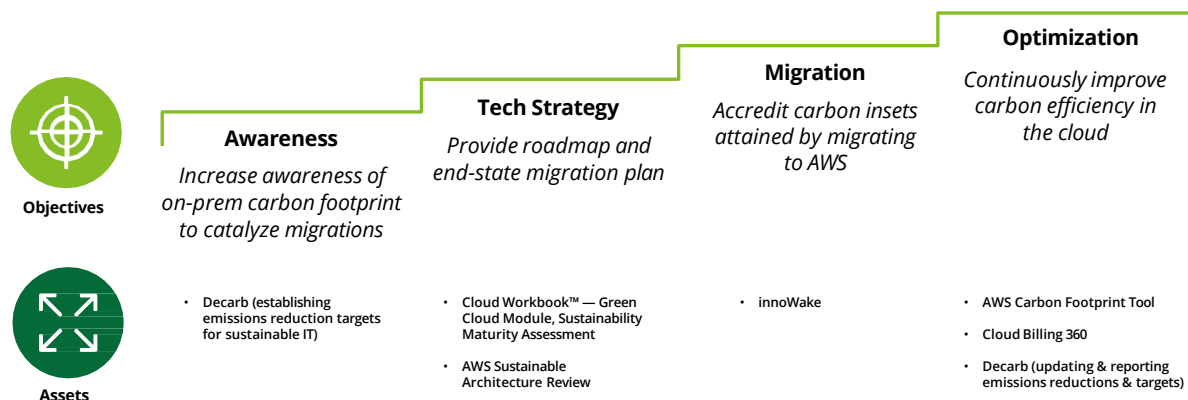 Objectives
Awareness
Increase awareness of
on-prem carbon footprint
to catalyze migrations
Tech Strategy
Provide roadmap and
end-state migration plan
Migration
Accredit carbon insets
attained by migrating
to AWS
Optimization
Continuously improve
carbon efficiency in
the cloud
Assets
• Decarb (establishing
emissions reduction targets
for sustainable IT)
• Cloud Workbook™ — Green
Cloud Module, Sustainability
Maturity Assessment
• AWS Sustainable
Architecture Review
• innoWake
• AWS Carbon Footprint Tool
• Cloud Billing 360
• Decarb (updating & reporting
emissions reductions & targets)